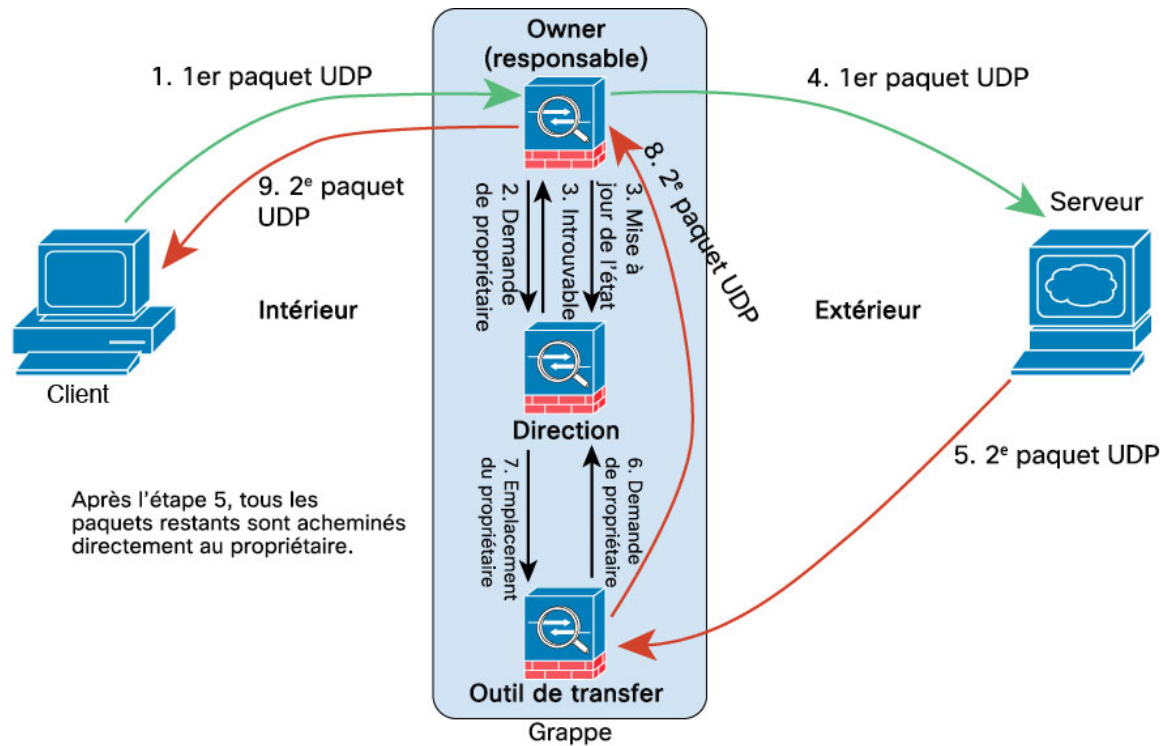 Owner
(responsable)
1. 1er paquet UDP
4. 1er paquet UDP
9. 2e paquet
UDP
2. Demande
de propriétaire
3. Introuvable
3. Mise à
jour de l'état
8. 2e paquet UDP
Serveur
Intérieur
Extérieur
Client
Direction
5. 2e paquet UDP
7. Emplacement
du propriétaire
6. Demande
de propriétaire
Après l'étape 5, tous les
paquets restants sont acheminés
directement au propriétaire.
Outil de transfer
Grappe